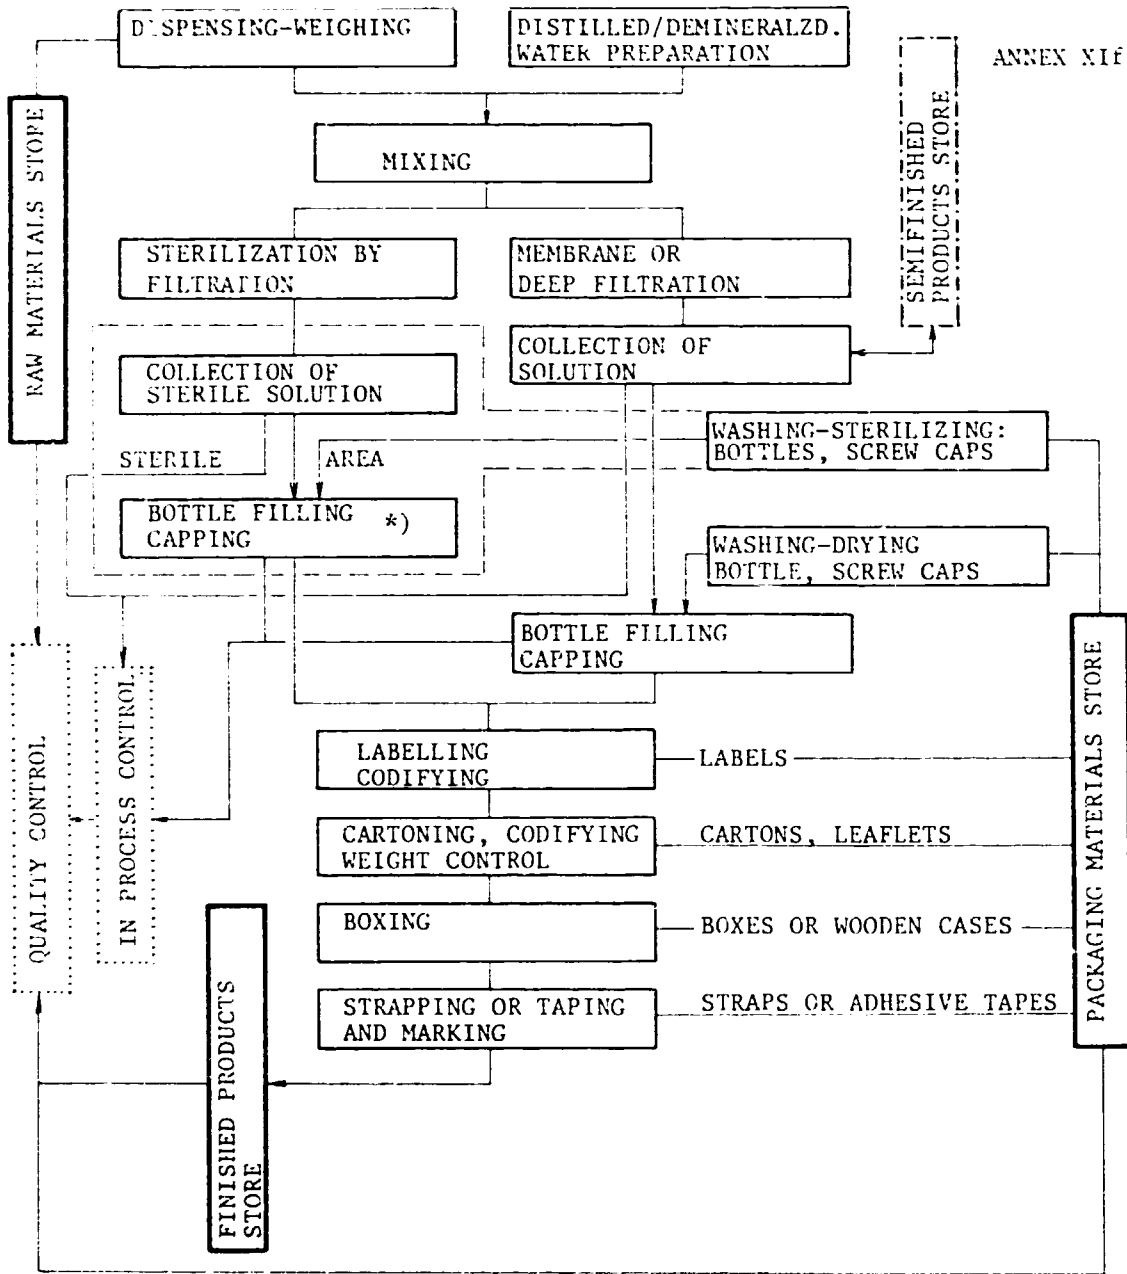 DISPENSING-WEIGHING
DISTILLED/DEMINERALZD.
WATER PREPARATION
ANNEX XIf
RAW MATERIALS STOPE
MIXING
SEMIFINISHED
PRODUCTS STORE
STERILIZATION BY
FILTRATION
MEMBRANE OR
DEEP FILTRATION
COLLECTION OF
STERILE SOLUTION
COLLECTION OF
SOLUTION
STERILE
AREA
WASHING-STERILIZING:
BOTTLES, SCREW CAPS
BOTTLE FILLING
CAPPING *)
WASHING-DRYING
BOTTLE, SCREW CAPS
BOTTLE FILLING
CAPPING
QUALITY CONTROL
IN PROCESS CONTROL
LABELLING
CODIFYING
LABELS
PACKAGING MATERIALS STORE
CARTONING, CODIFYING
WEIGHT CONTROL
CARTONS, LEAFLETS
BOXING
BOXES OR WOODEN CASES
STRAPPING OR TAPING
AND MARKING
STRAPS OR ADHESIVE TAPES
FINISHED PRODUCTS
STORE